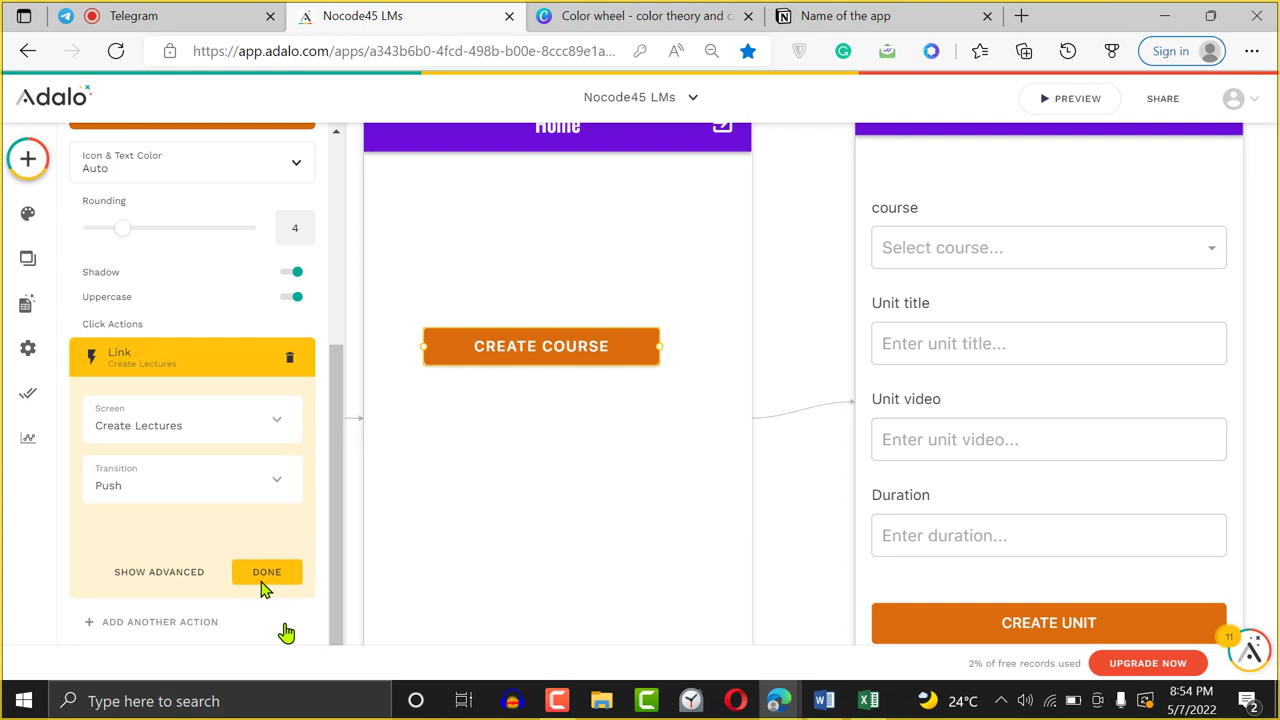 Telegram
Nocode45 LMs
Color wheel - color theory and c
Name of the app
https://app.adalo.com/apps/a343b6b0-4fcd-498b-b00e-8ccc89e1a...
Sign in
Adalo
Nocode45 LMs
PREVIEW
SHARE
Icon & Text Color
Auto
Rounding
4
Shadow
Uppercase
Click Actions
Link
Create Lectures
Screen
Create Lectures
Transition
Push
SHOW ADVANCED
DONE
ADD ANOTHER ACTION
Home
CREATE COURSE
course
Select course...
Unit title
Enter unit title...
Unit video
Enter unit video...
Duration
Enter duration...
CREATE UNIT
11
2% of free records used
UPGRADE NOW
Type here to search
24°C
8:54 PM
5/7/2022
2